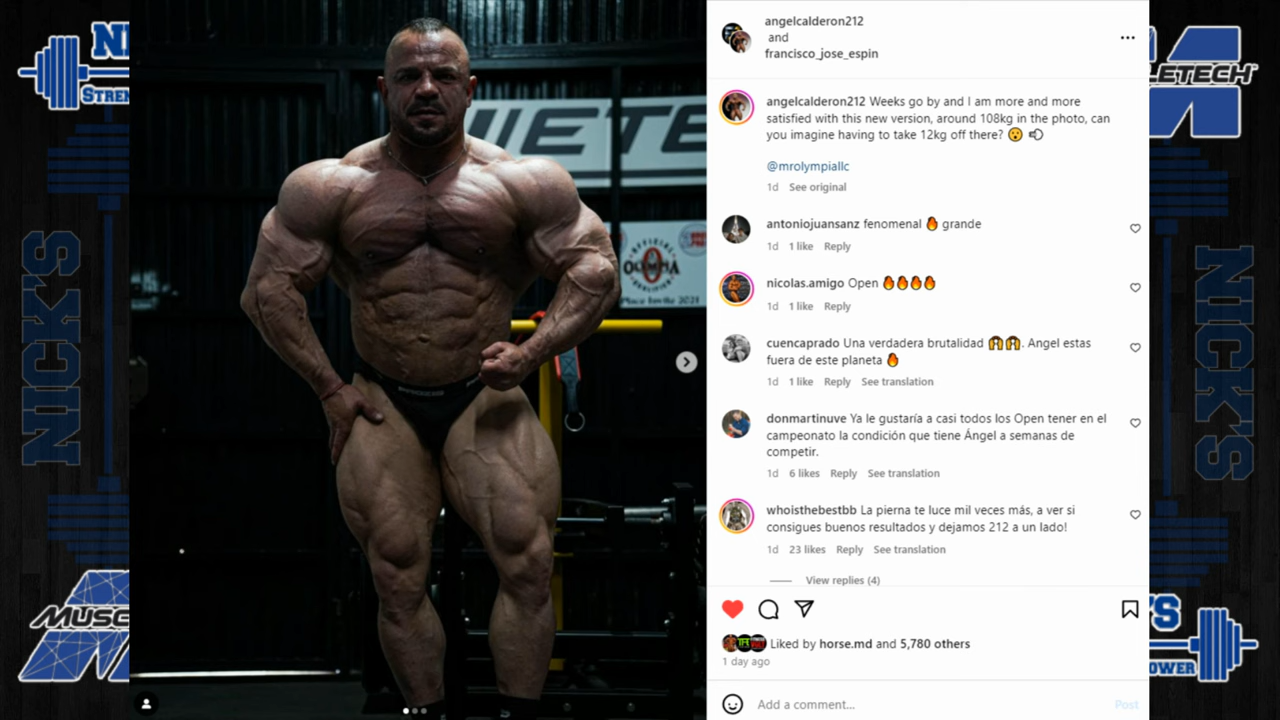 angelcalderon212
and
francisco_jose_espin
angelcalderon212 Weeks go by and I am more and more
satisfied with this new version, around 108kg in the photo, can
you imagine having to take 12kg off there? 😮 💨
@mrolympiallc
1d See original
antoniojuansanz fenomenal 🔥 grande
1d 1 like Reply
nicolas.amigo Open 🔥🔥🔥🔥
1d 1 like Reply
cuencaprado Una verdadera brutalidad 🙌🙌. Angel estas
fuera de este planeta 🔥
1d 1 like Reply See translation
donmartinuve Ya le gustaría a casi todos los Open tener en el
campeonato la condición que tiene Ángel a semanas de
competir.
1d 6 likes Reply See translation
whoisthebestbb La pierna te luce mil veces más, a ver si
consigues buenos resultados y dejamos 212 a un lado!
1d 23 likes Reply See translation
View replies (4)
Liked by horse.md and 5,780 others
1 day ago
Add a comment...
Post
OLYMPIA
2021
NICK'S
NICK'S
LETECH
MUSC
STREN
OWER